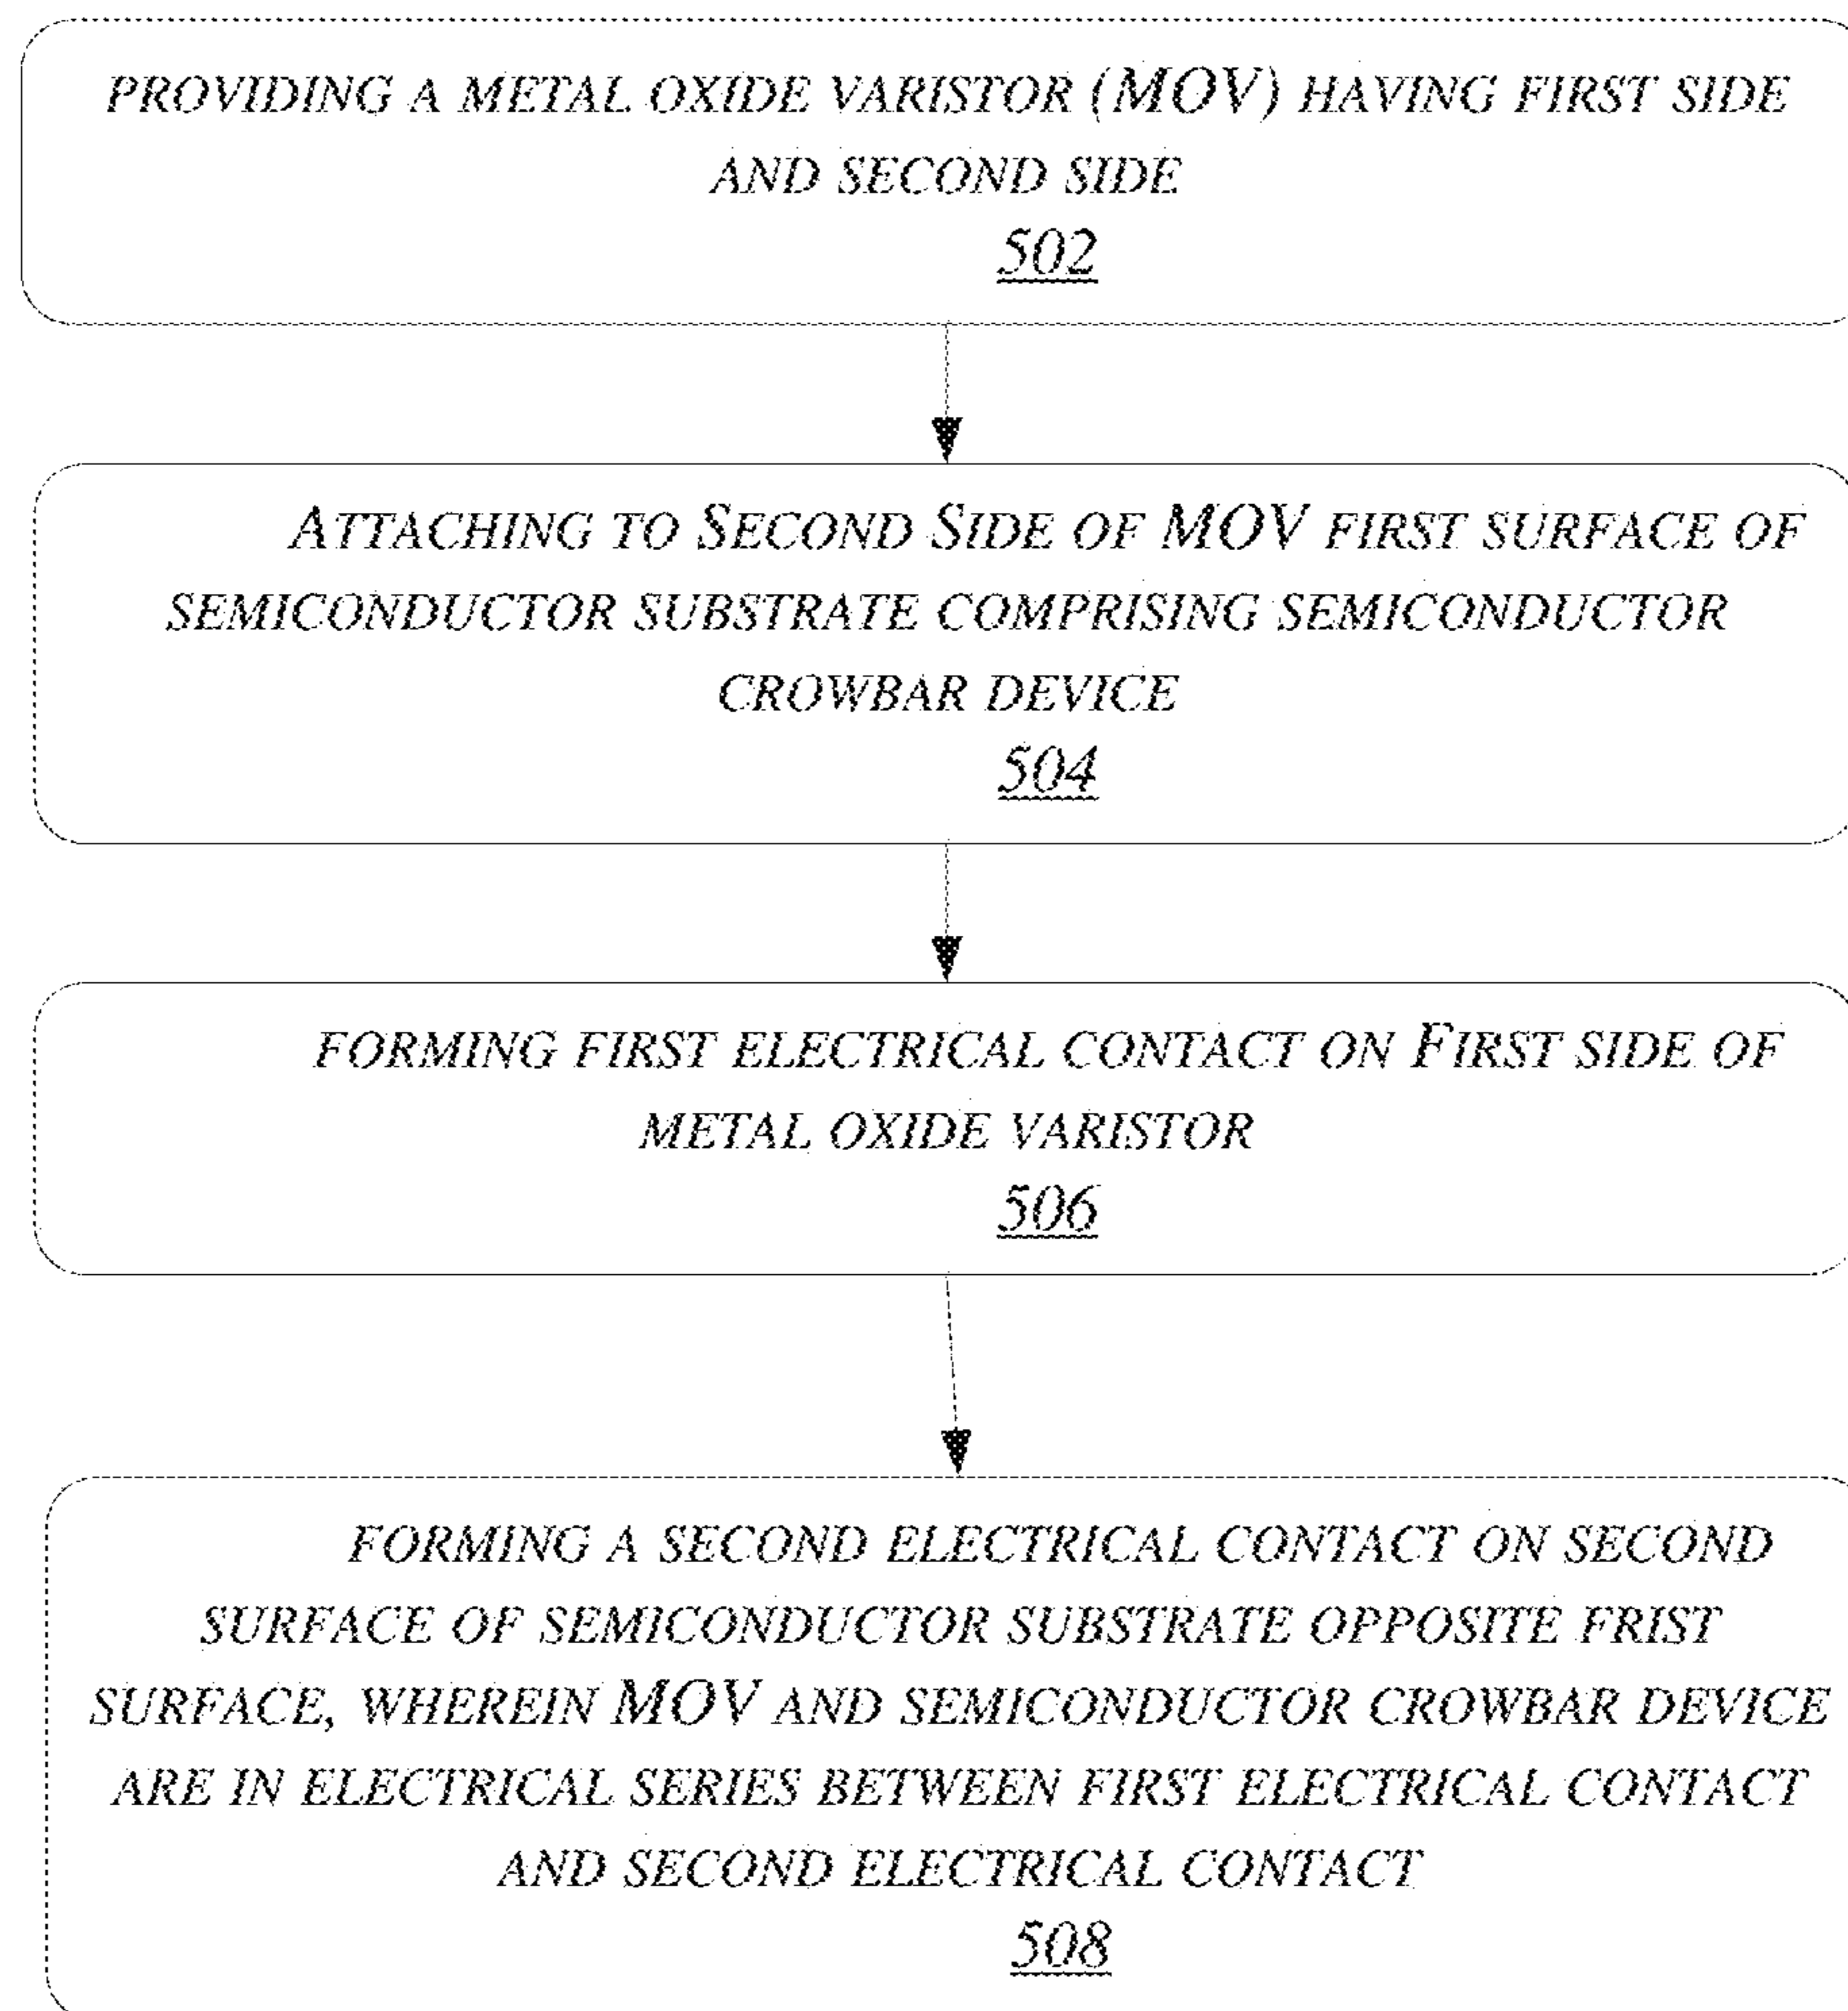 PROVIDING A METAL OXIDE VARISTOR (MOV) HAVING FIRST SIDE
AND SECOND SIDE
502
ATTACHING TO SECOND SIDE OF MOV FIRST SURFACE OF
SEMICONDUCTOR SUBSTRATE COMPRISING SEMICONDUCTOR
CROWBAR DEVICE
504
FORMING FIRST ELECTRICAL CONTACT ON FIRST SIDE OF
METAL OXIDE VARISTOR
506
FORMING A SECOND ELECTRICAL CONTACT ON SECOND
SURFACE OF SEMICONDUCTOR SUBSTRATE OPPOSITE FRIST
SURFACE, WHEREIN MOV AND SEMICONDUCTOR CROWBAR DEVICE
ARE IN ELECTRICAL SERIES BETWEEN FIRST ELECTRICAL CONTACT
AND SECOND ELECTRICAL CONTACT
508